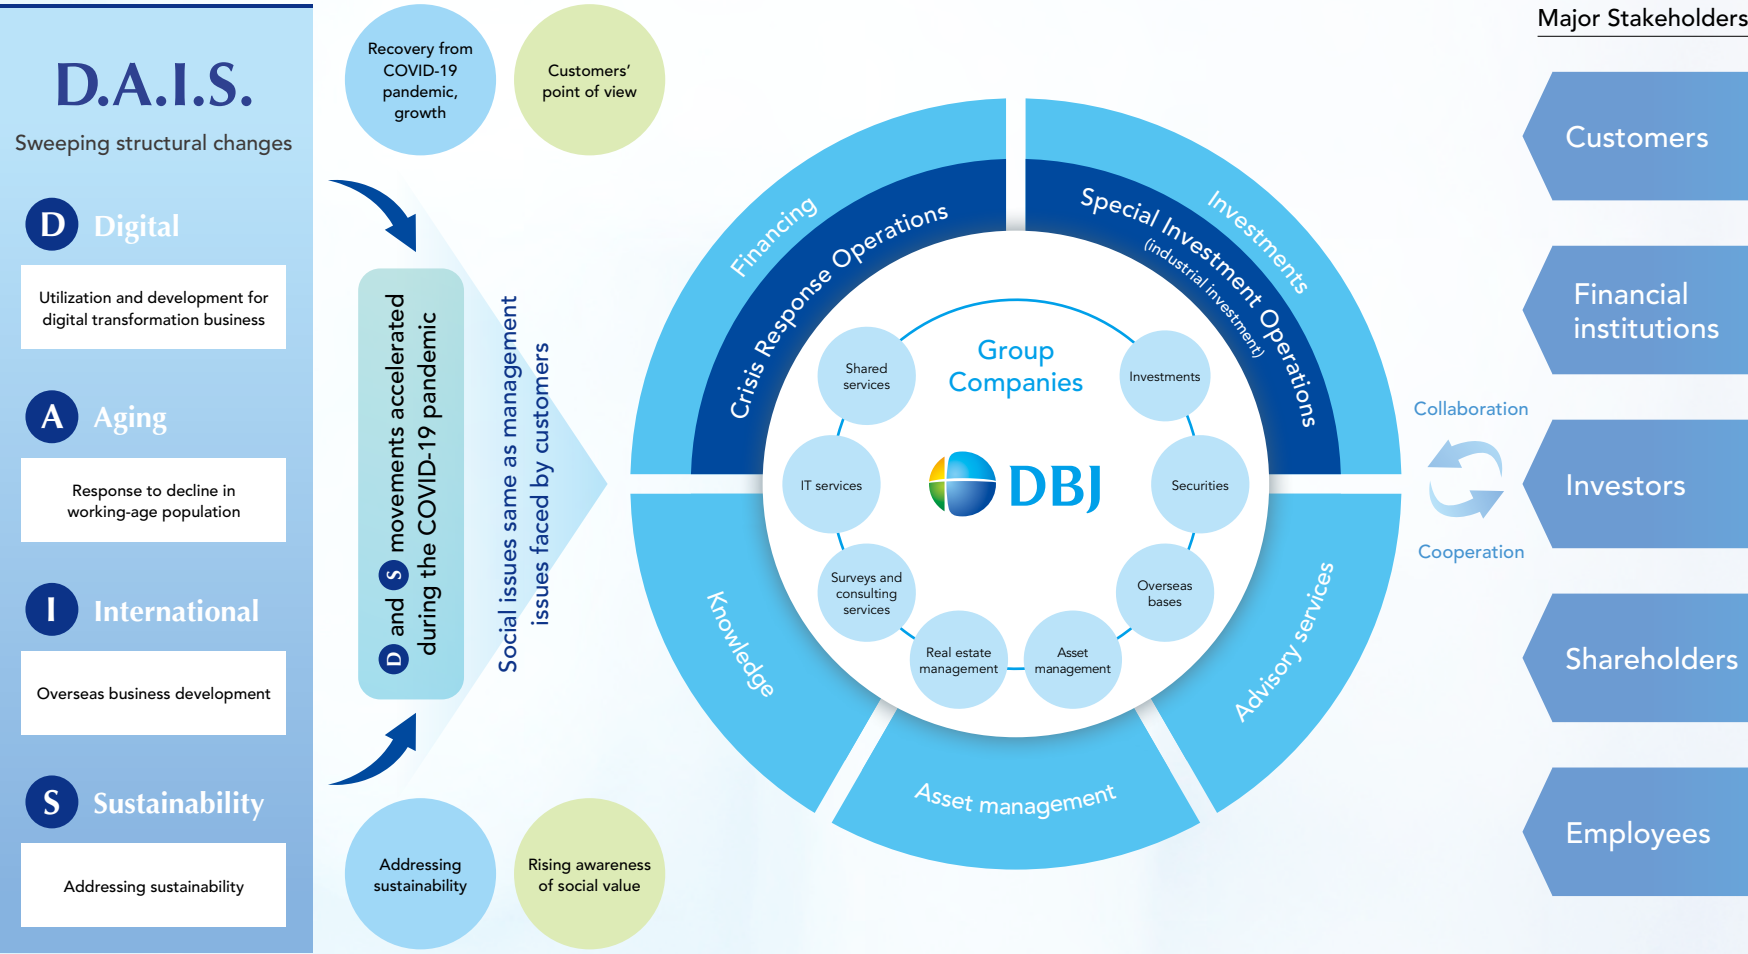 D.A.I.S.
Sweeping structural changes
D Digital
Utilization and development for
digital transformation business
A Aging
Response to decline in
working-age population
I International
Overseas business development
S Sustainability
Addressing sustainability
Recovery from
COVID-19
pandemic,
growth
Customers'
point of view
D and S movements accelerated
during the COVID-19 pandemic
Social issues same as management
issues faced by customers
Addressing
sustainability
Rising awareness
of social value
Financing
Crisis Response Operations
Investments
Special Investment Operations
(industrial investment)
Knowledge
Asset management
Advisory services
Group
Companies
DBJ
Shared
services
IT services
Surveys and
consulting
services
Real estate
management
Asset
management
Overseas
bases
Securities
Investments
Collaboration
Cooperation
Major Stakeholders
Customers
Financial
institutions
Investors
Shareholders
Employees